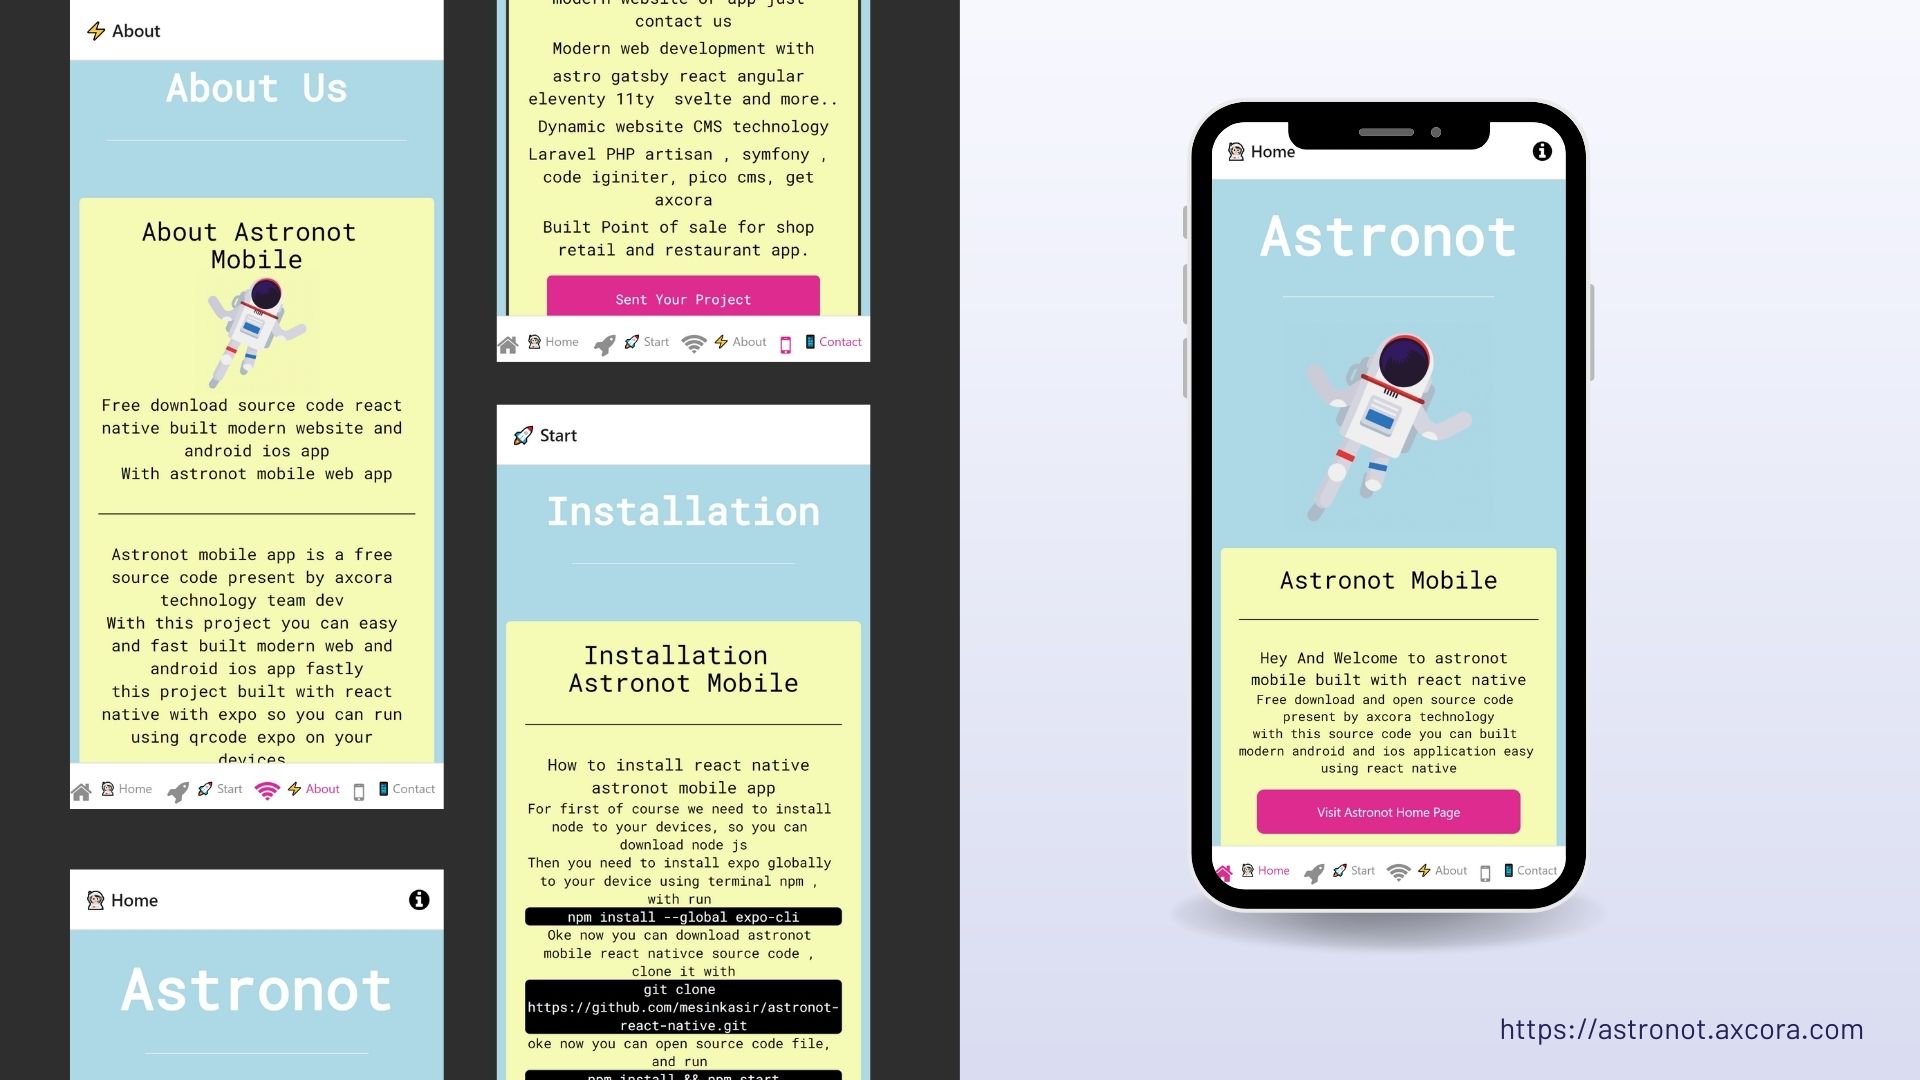 About
About Us
About Astronot
Mobile
Free download source code react
native built modern website and
android ios app
With astronot mobile web app
Astronot mobile app is a free
source code present by axcora
technology team dev
With this project you can easy
and fast built modern web and
android ios app fastly
this project built with react
native with expo so you can run
using qrcode expo on your
devices
Home Start About Contact
Home
Astronot
modern website or app just
contact us
Modern web development with
astro gatsby react angular
eleventy 11ty svelte and more..
Dynamic website CMS technology
Laravel PHP artisan , symfony ,
code iginiter, pico cms, get
axcora
Built Point of sale for shop
retail and restaurant app.
Sent Your Project
Home Start About Contact
Start
Installation
Installation
Astronot Mobile
How to install react native
astronot mobile app
For first of course we need to install
node to your devices, so you can
download node js
Then you need to install expo globally
to your device using terminal npm ,
with run
npm install --global expo-cli
Oke now you can download astronot
mobile react nativce source code ,
clone it with
git clone
https://github.com/mesinkasir/astronot-
react-native.git
oke now you can open source code file,
and run
npm install && npm start
Home
Astronot
Astronot Mobile
Hey And Welcome to astronot
mobile built with react native
Free download and open source code
present by axcora technology
with this source code you can built
modern android and ios application easy
using react native
Visit Astronot Home Page
Home Start About Contact
https://astronot.axcora.com